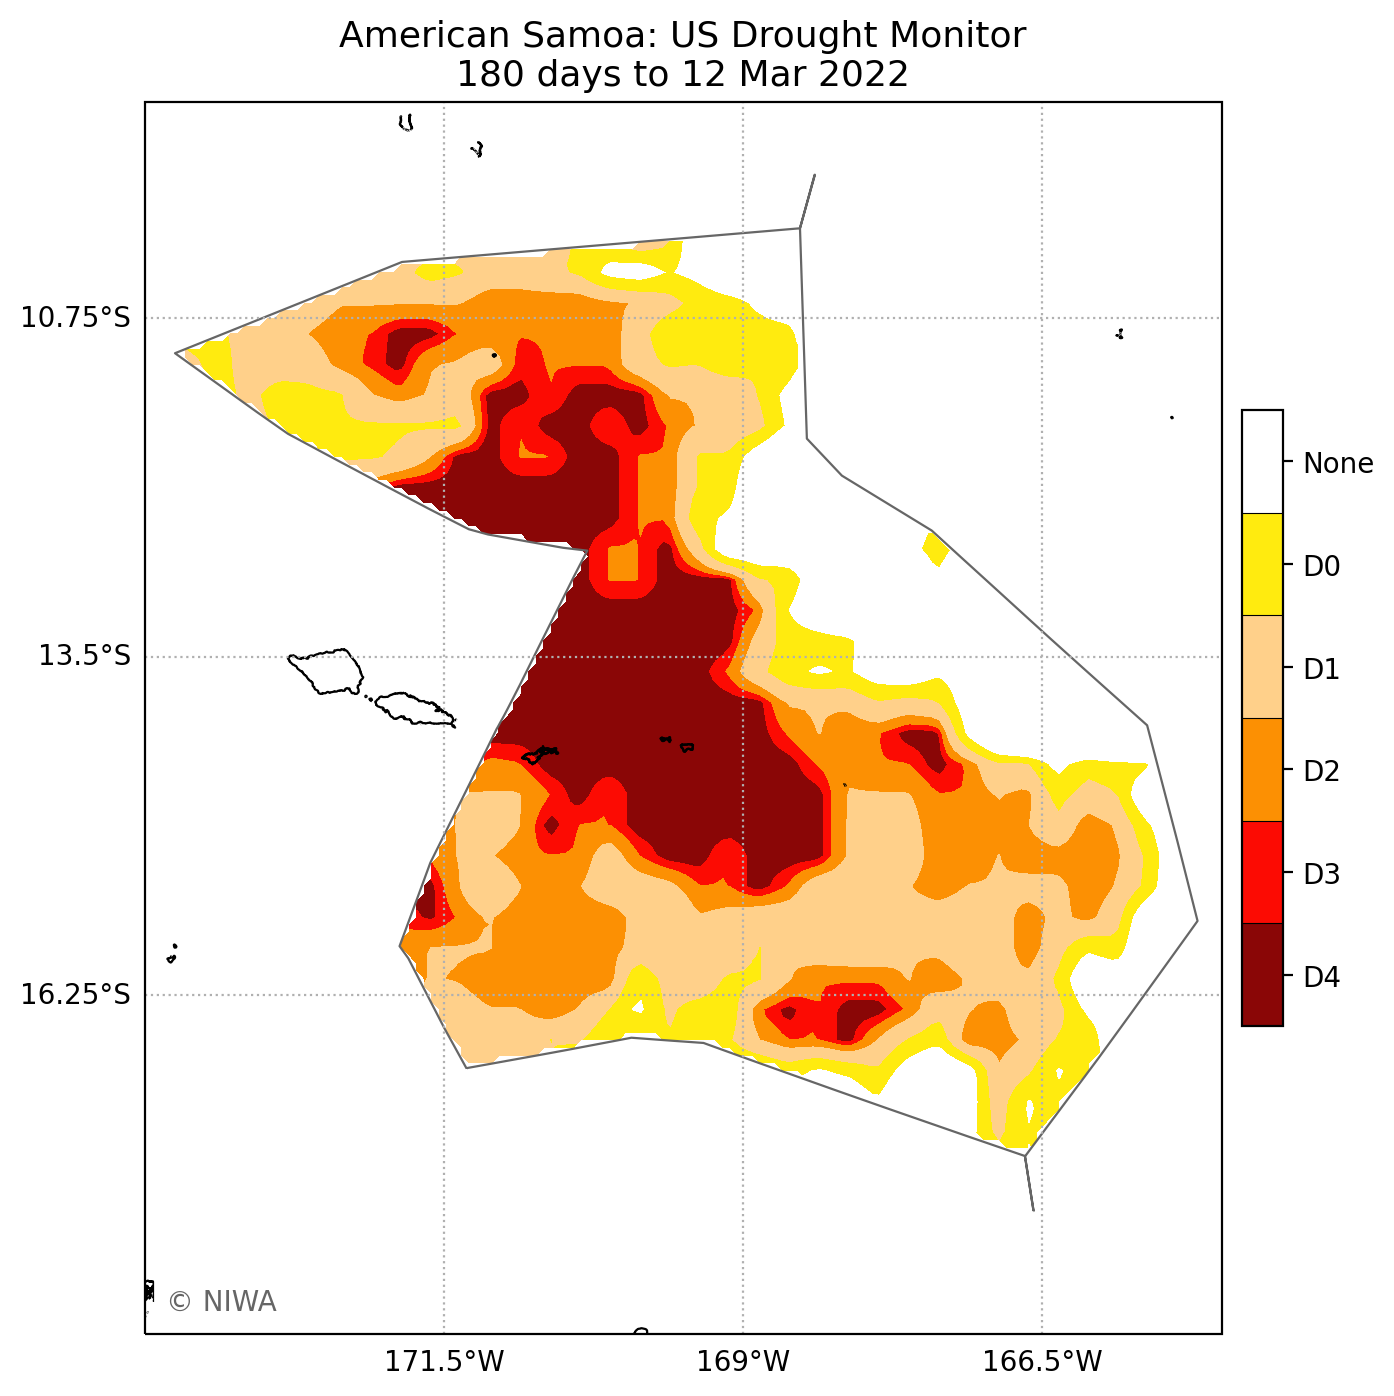 American Samoa: US Drought Monitor
180 days to 12 Mar 2022
10.75°S
13.5°S
16.25°S
171.5°W
169°W
166.5°W
None
D0
D1
D2
D3
D4
© NIWA